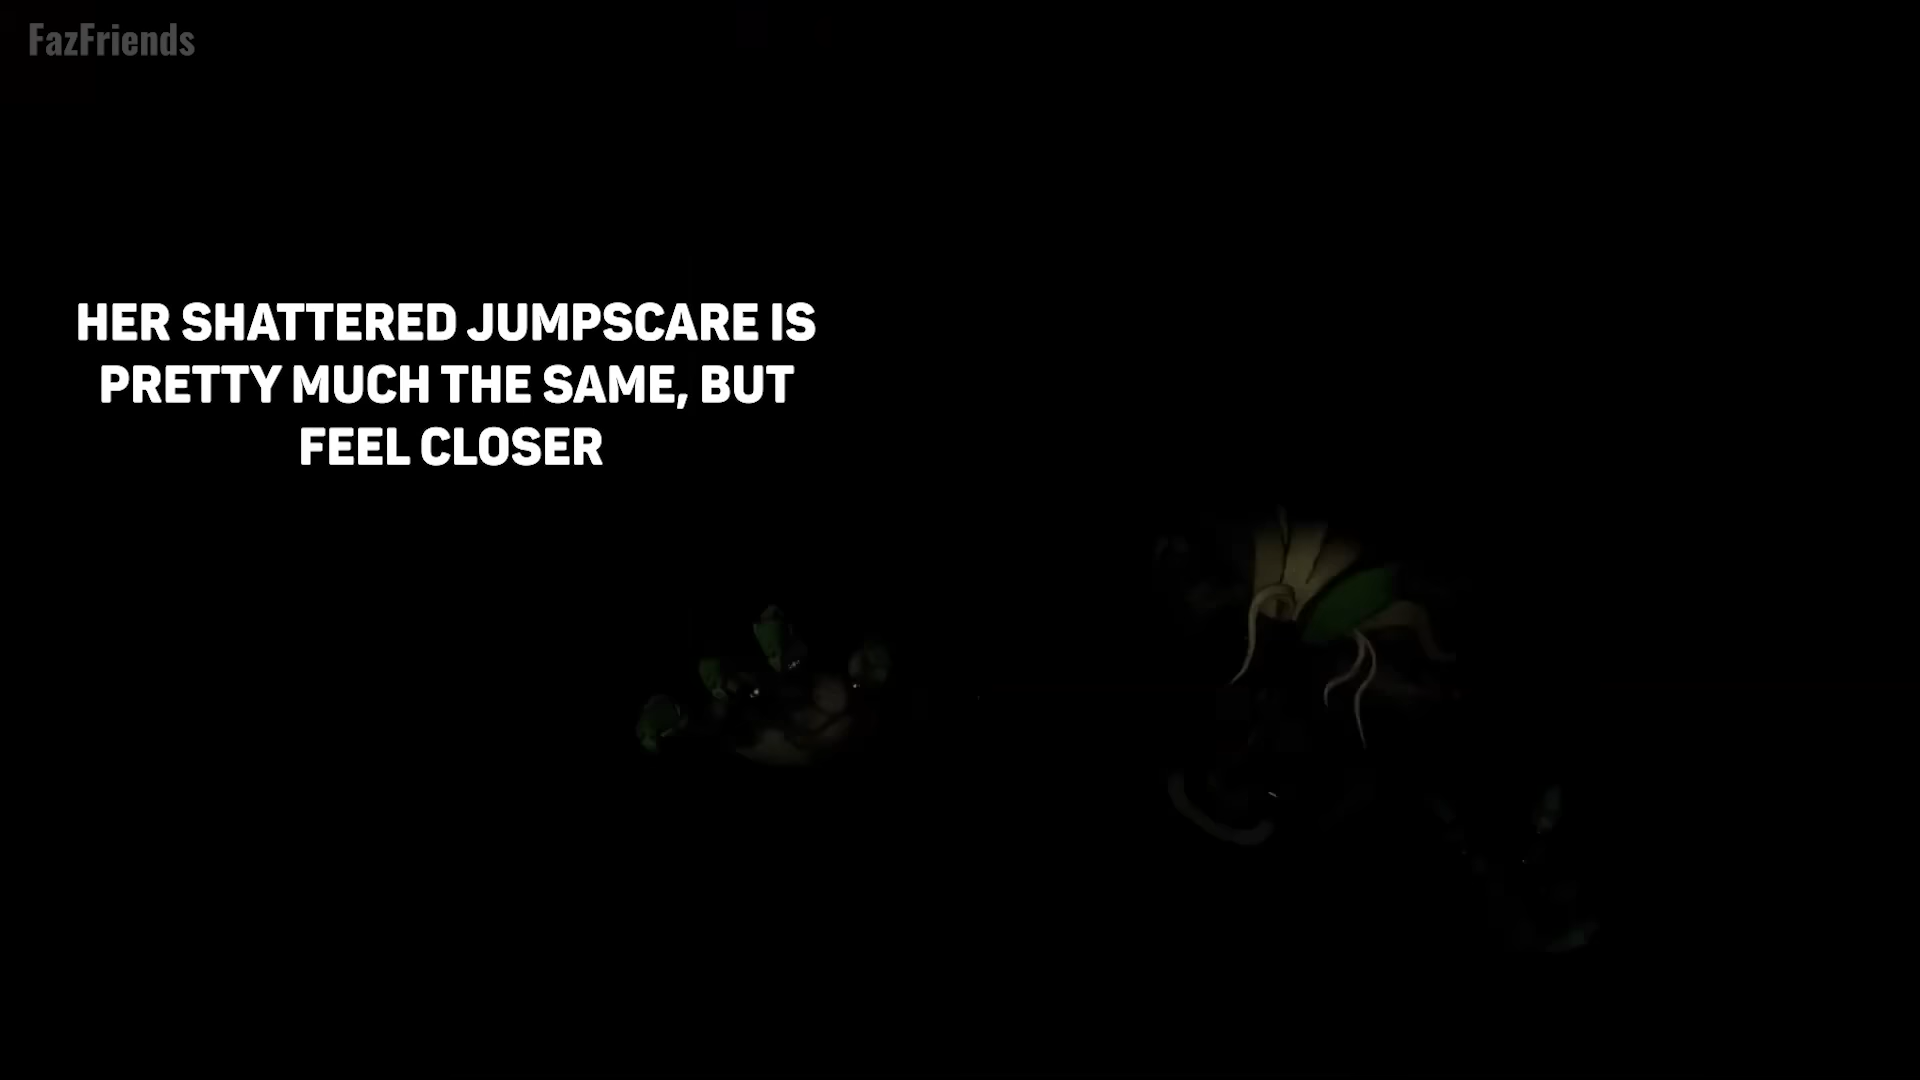 FazFriends
HER SHATTERED JUMPSCARE IS
PRETTY MUCH THE SAME, BUT
FEEL CLOSER